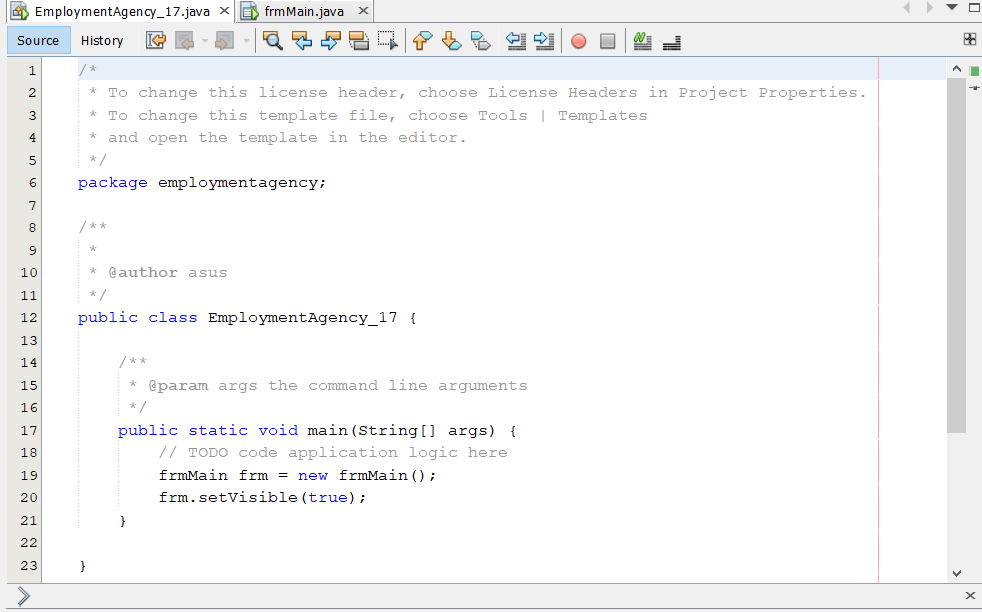 EmploymentAgency_17.java frmMain.java
Source History
1 /*
2  * To change this license header, choose License Headers in Project Properties.
3  * To change this template file, choose Tools | Templates
4  * and open the template in the editor.
5  */
6 package employmentagency;
7
8 /**
9  *
10  * @author asus
11  */
12 public class EmploymentAgency_17 {
13
14     /**
15      * @param args the command line arguments
16      */
17     public static void main(String[] args) {
18         // TODO code application logic here
19         frmMain frm = new frmMain();
20         frm.setVisible(true);
21     }
22
23 }